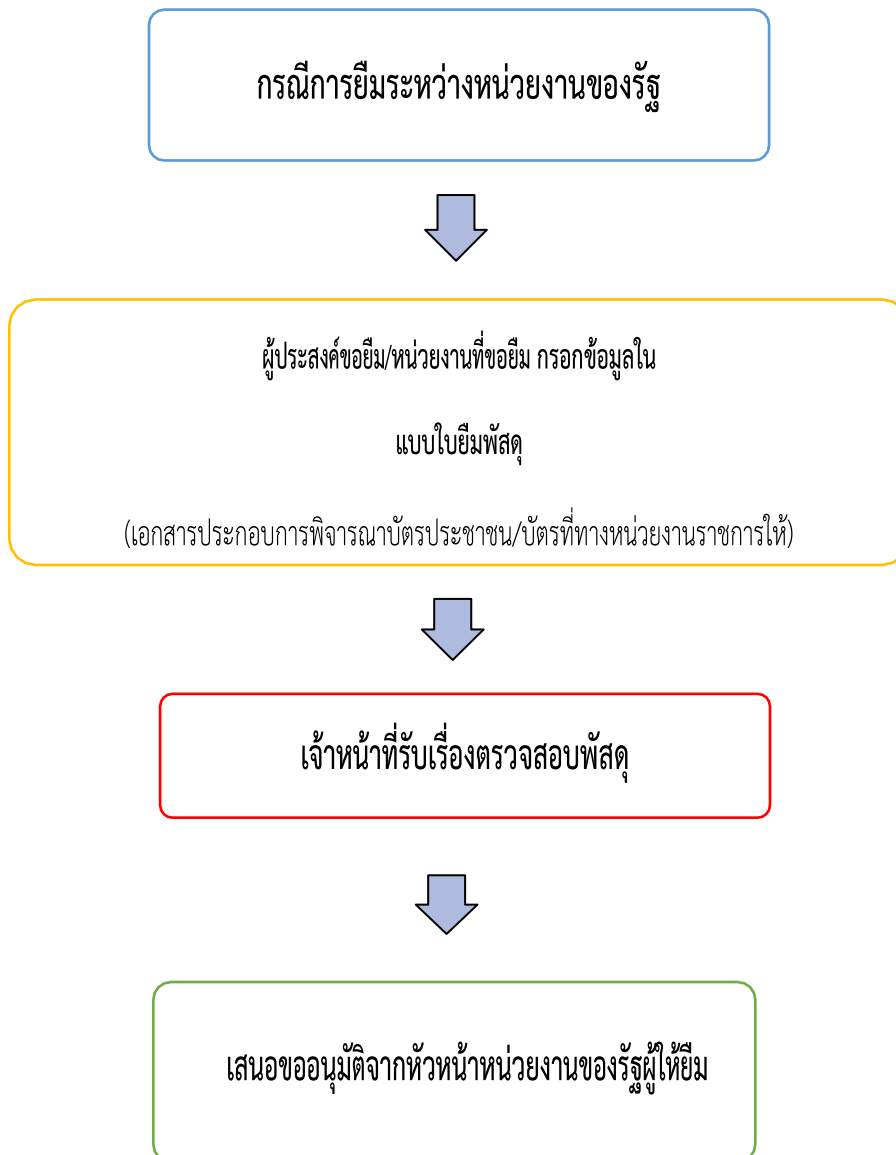 กรณีการยืมระหว่างหน่วยงานของรัฐ
ผู้ประสงค์ขอยืม/หน่วยงานที่ขอยืม กรอกข้อมูลใน
แบบใบยืมพัสดุ
(เอกสารประกอบการพิจารณาบัตรประชาชน/บัตรที่ทางหน่วยงานราชการให้)
เจ้าหน้าที่รับเรื่องตรวจสอบพัสดุ
เสนอขออนุมัติจากหัวหน้าหน่วยงานของรัฐผู้ให้ยืม